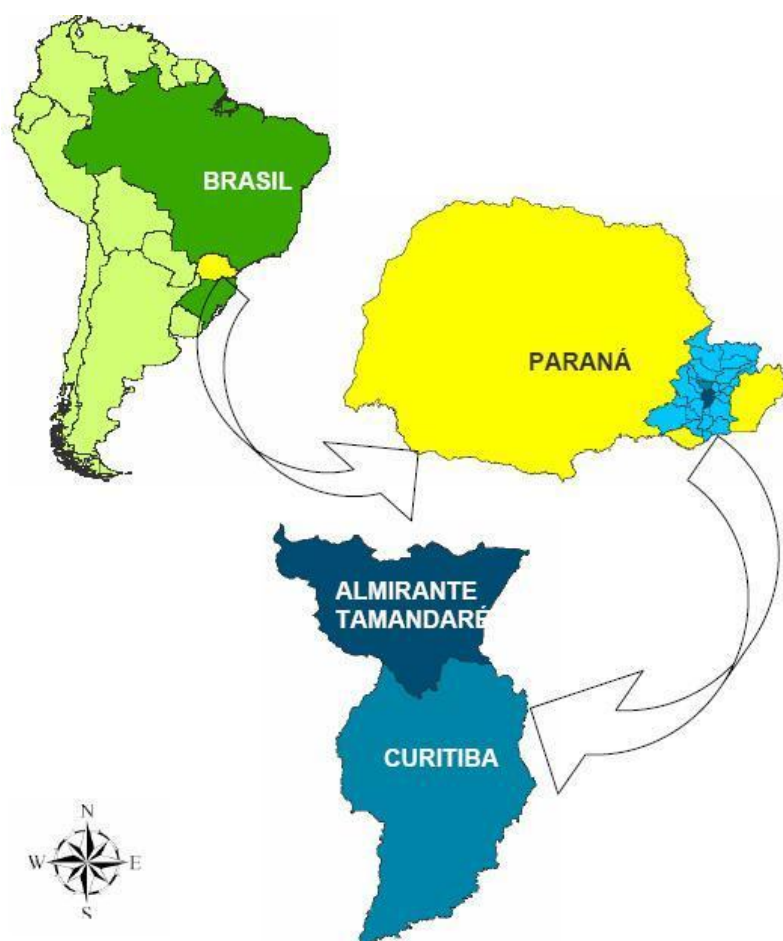 BRASIL
PARANÁ
ALMIRANTE
TAMANDARÉ
CURITIBA
N
W E
S